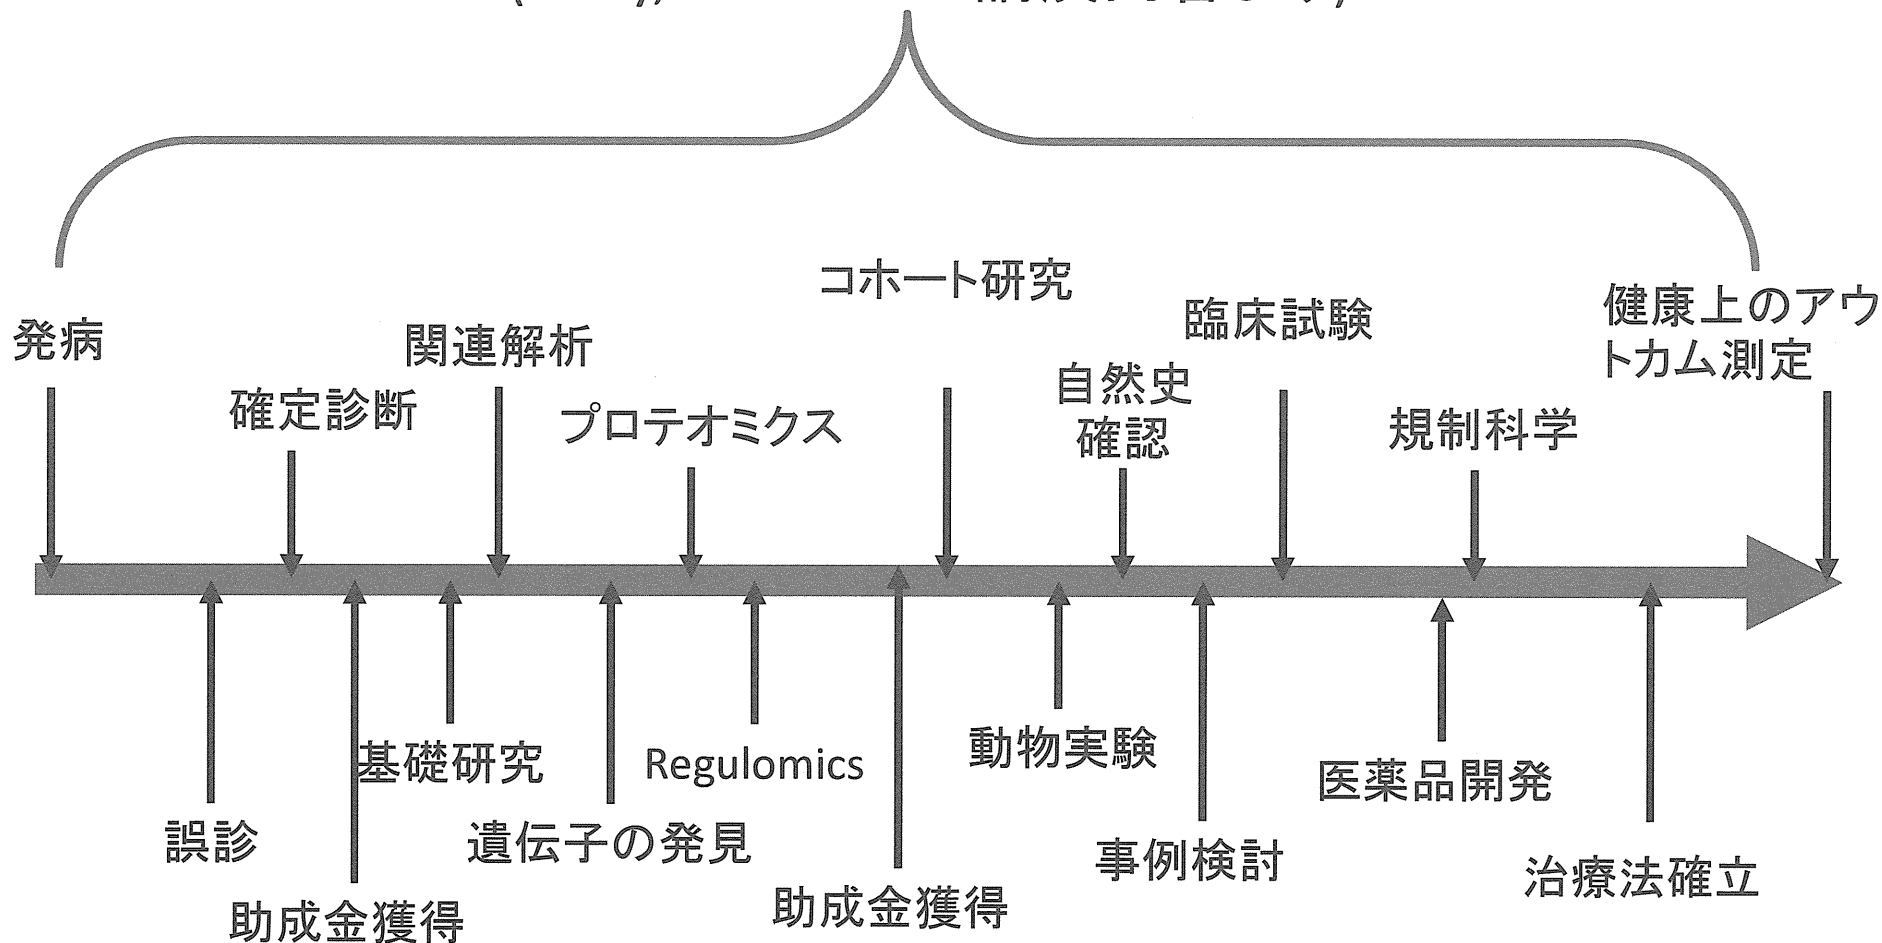 コホート研究
臨床試験
健康上のアウ
トカム測定
発病
関連解析
自然史
確認
確定診断
プロテオミクス
規制科学
基礎研究
Regulomics
動物実験
医薬品開発
誤診
遺伝子の発見
事例検討
治療法確立
助成金獲得
助成金獲得